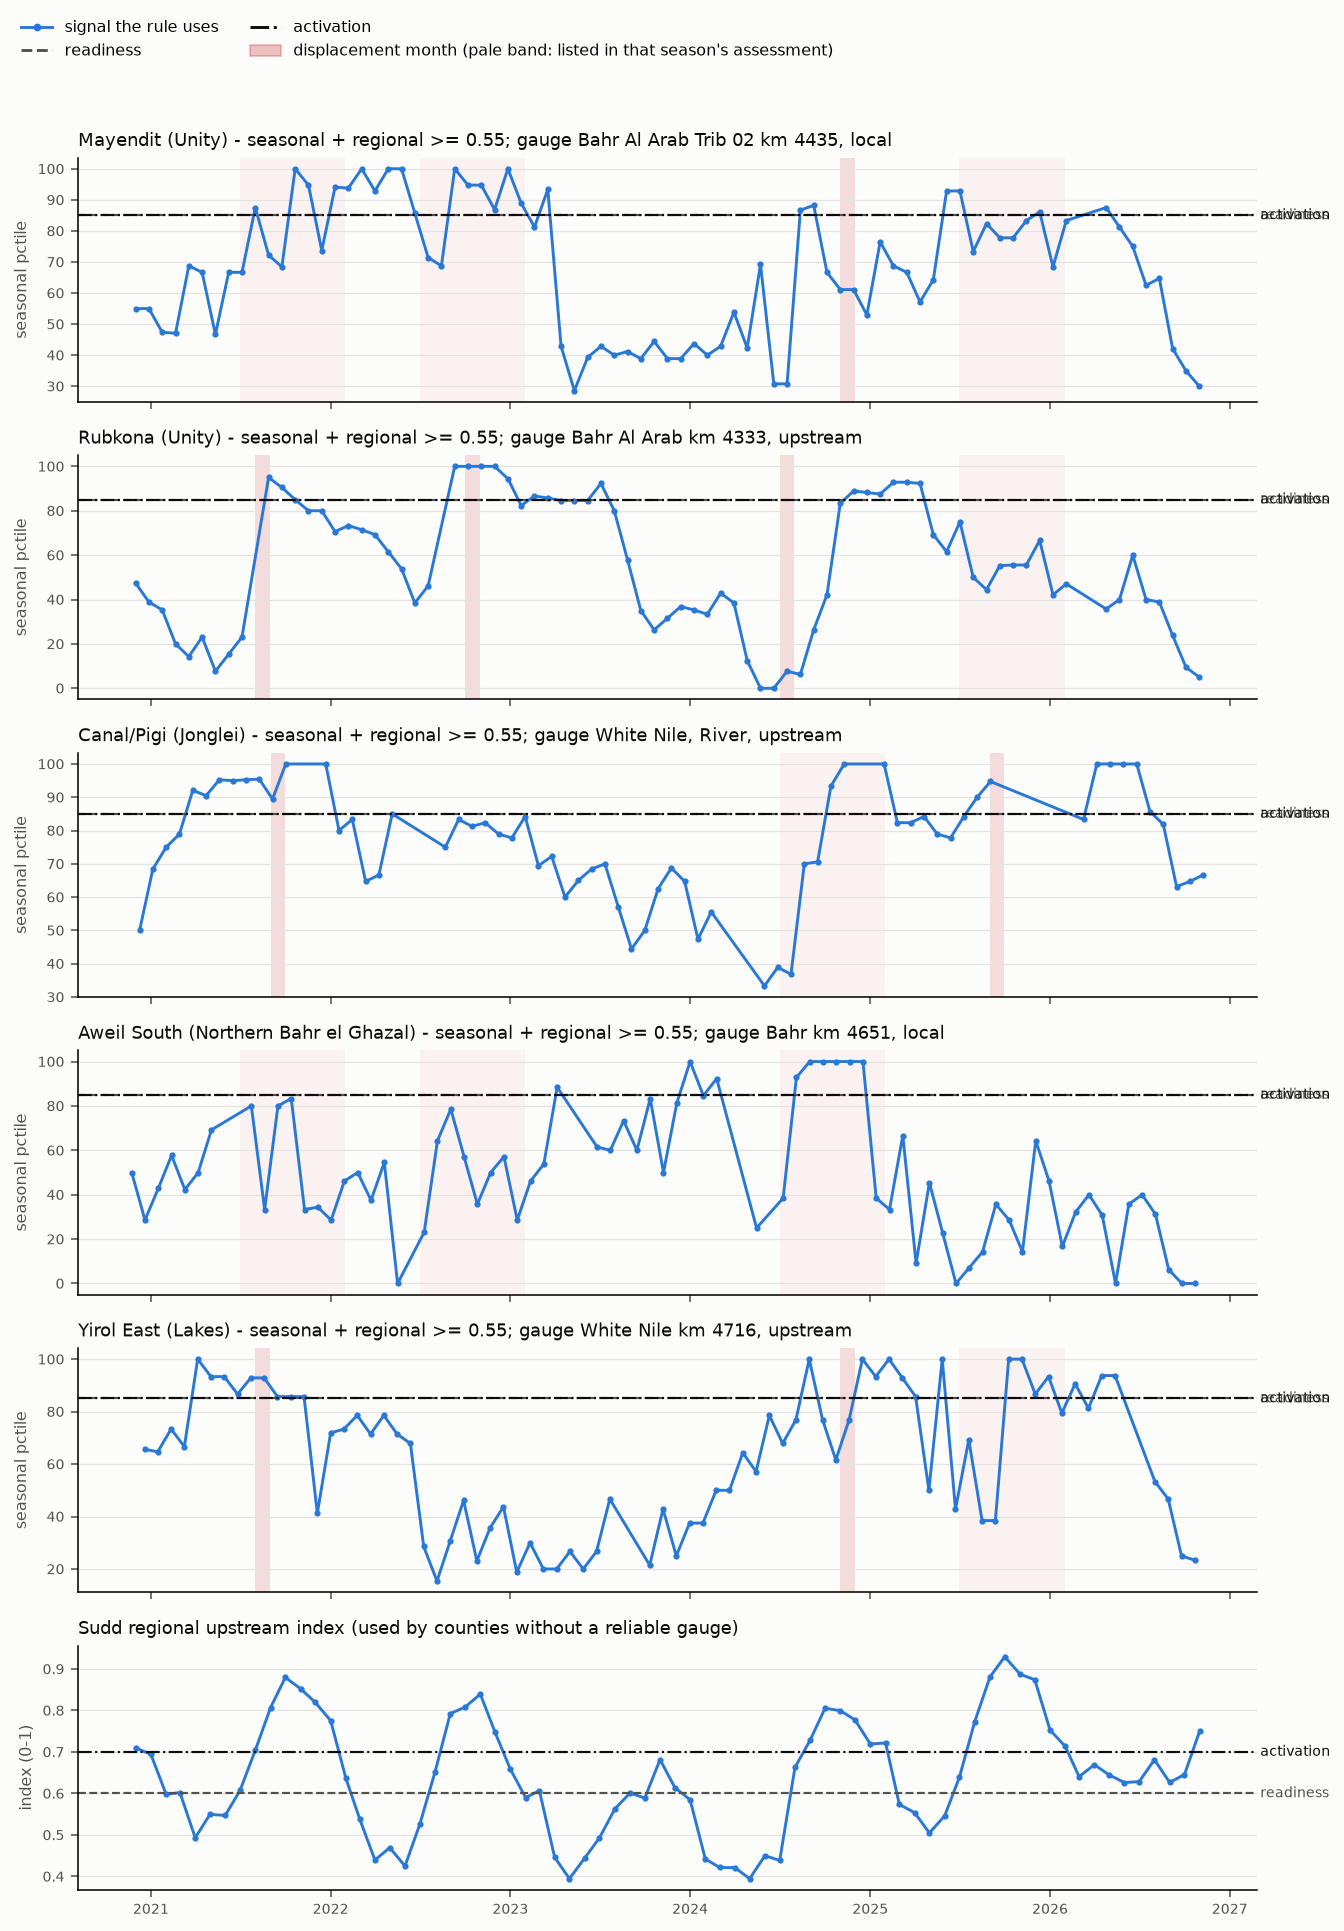 signal the rule uses
readiness
activation
displacement month (pale band: listed in that season's assessment)
Mayendit (Unity) - seasonal + regional >= 0.55; gauge Bahr Al Arab Trib 02 km 4435, local
seasonal pctile
100
90
80
70
60
50
40
30
Rubkona (Unity) - seasonal + regional >= 0.55; gauge Bahr Al Arab km 4333, upstream
seasonal pctile
100
80
60
40
20
0
Canal/Pigi (Jonglei) - seasonal + regional >= 0.55; gauge White Nile, River, upstream
seasonal pctile
100
90
80
70
60
50
40
30
Aweil South (Northern Bahr el Ghazal) - seasonal + regional >= 0.55; gauge Bahr km 4651, local
seasonal pctile
100
80
60
40
20
0
Yirol East (Lakes) - seasonal + regional >= 0.55; gauge White Nile km 4716, upstream
seasonal pctile
100
80
60
40
20
Sudd regional upstream index (used by counties without a reliable gauge)
index (0-1)
0.9
0.8
0.7
0.6
0.5
0.4
activation
readiness
2021 2022 2023 2024 2025 2026 2027